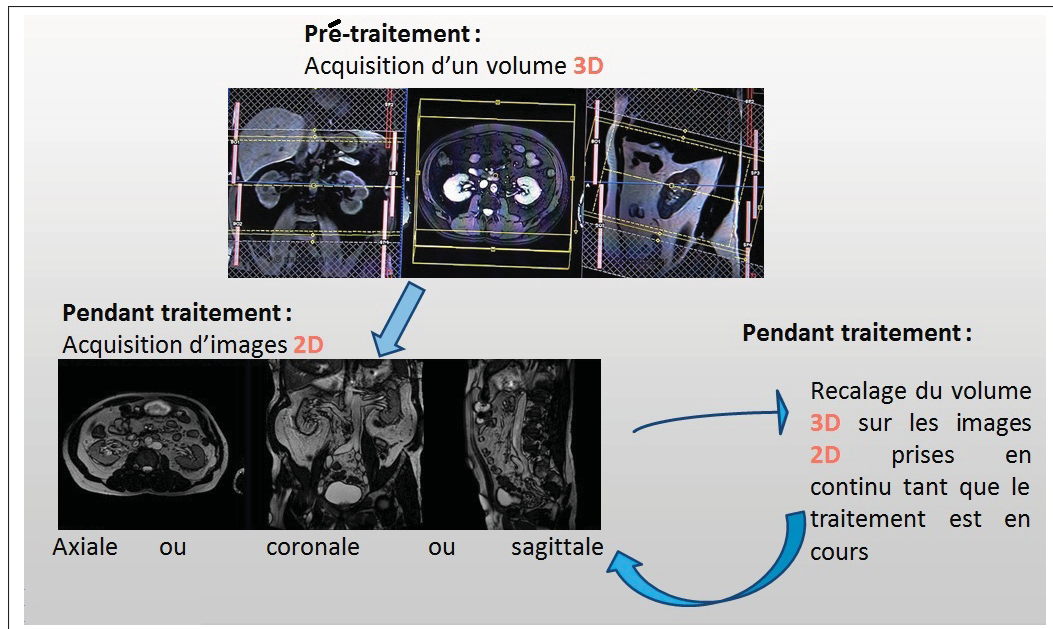 Pré-traitement :
Acquisition d’un volume 3D
Pendant traitement :
Acquisition d’images 2D
Axiale ou coronale ou sagittale
Pendant traitement :
Recalage du volume
3D sur les images
2D prises en
continu tant que le
traitement est en
cours